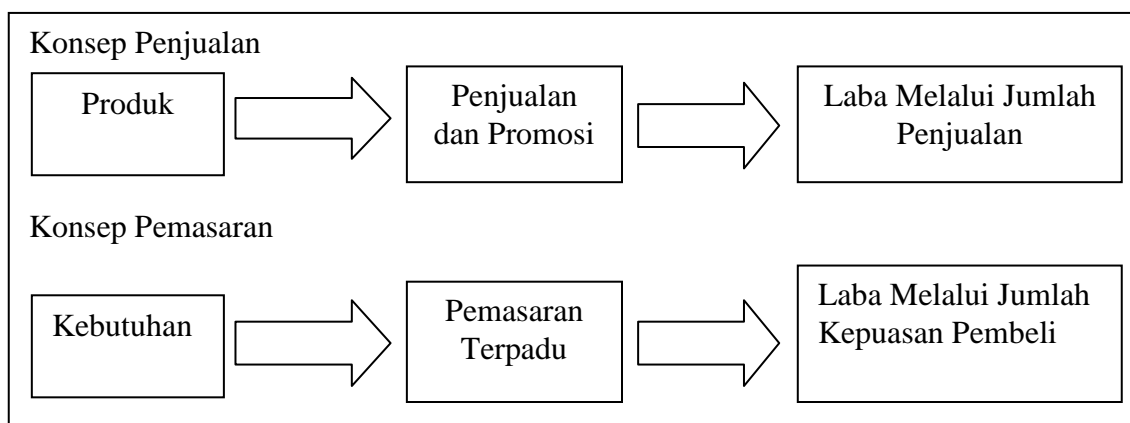 Konsep Penjualan
Produk
Penjualan
dan Promosi
Laba Melalui Jumlah
Penjualan
Konsep Pemasaran
Kebutuhan
Pemasaran
Terpadu
Laba Melalui Jumlah
Kepuasan Pembeli